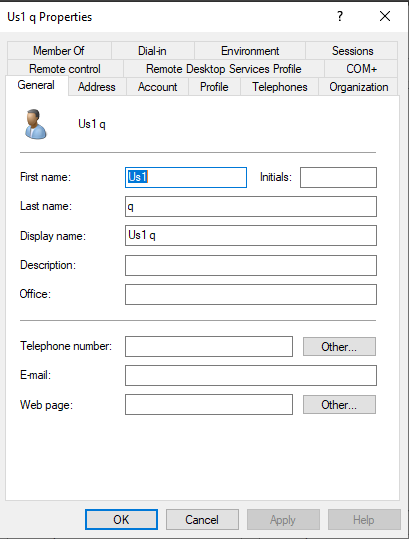 Us1 q Properties
?
Member Of Dial-in Environment Sessions
Remote control Remote Desktop Services Profile COM+
General Address Account Profile Telephones Organization
Us1 q
First name: Us1 Initials:
Last name: q
Display name: Us1 q
Description:
Office:
Telephone number: Other...
E-mail:
Web page: Other...
OK Cancel Apply Help